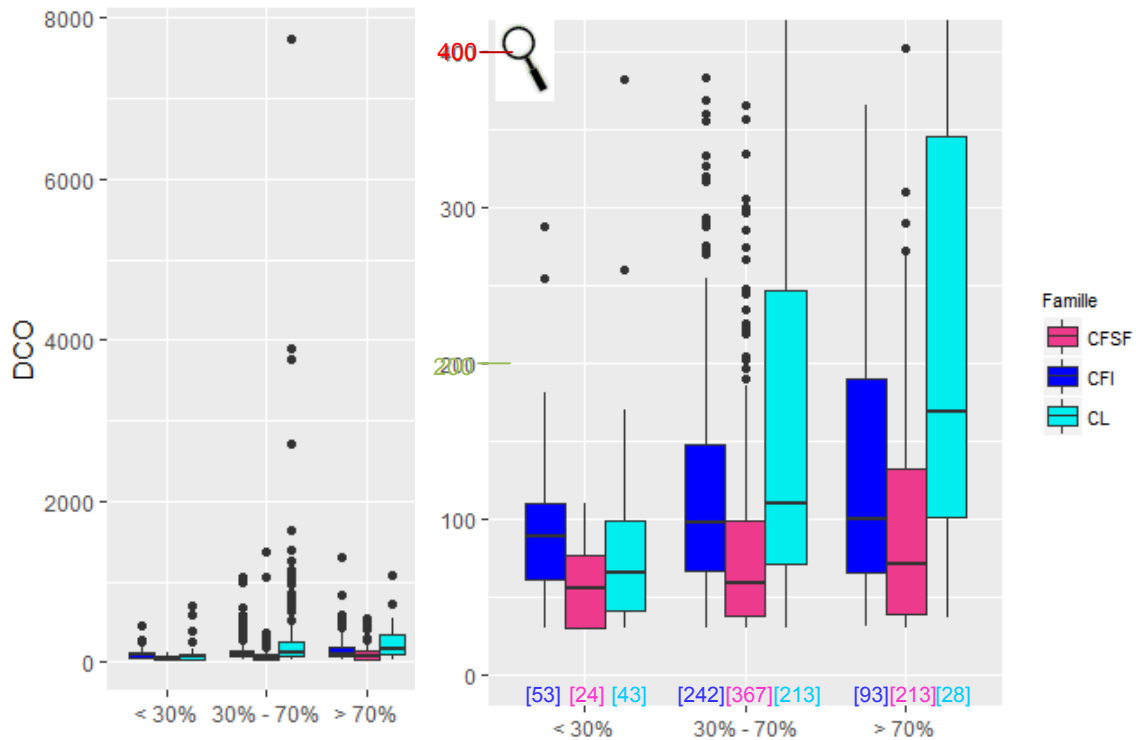 DCO
8000
6000
4000
2000
0
< 30% 30% - 70% > 70%
400
300
200
100
0
[53] [24] [43] [242] [367] [213] [93] [213] [28]
< 30% 30% - 70% > 70%
Famille
CFSF
CFI
CL